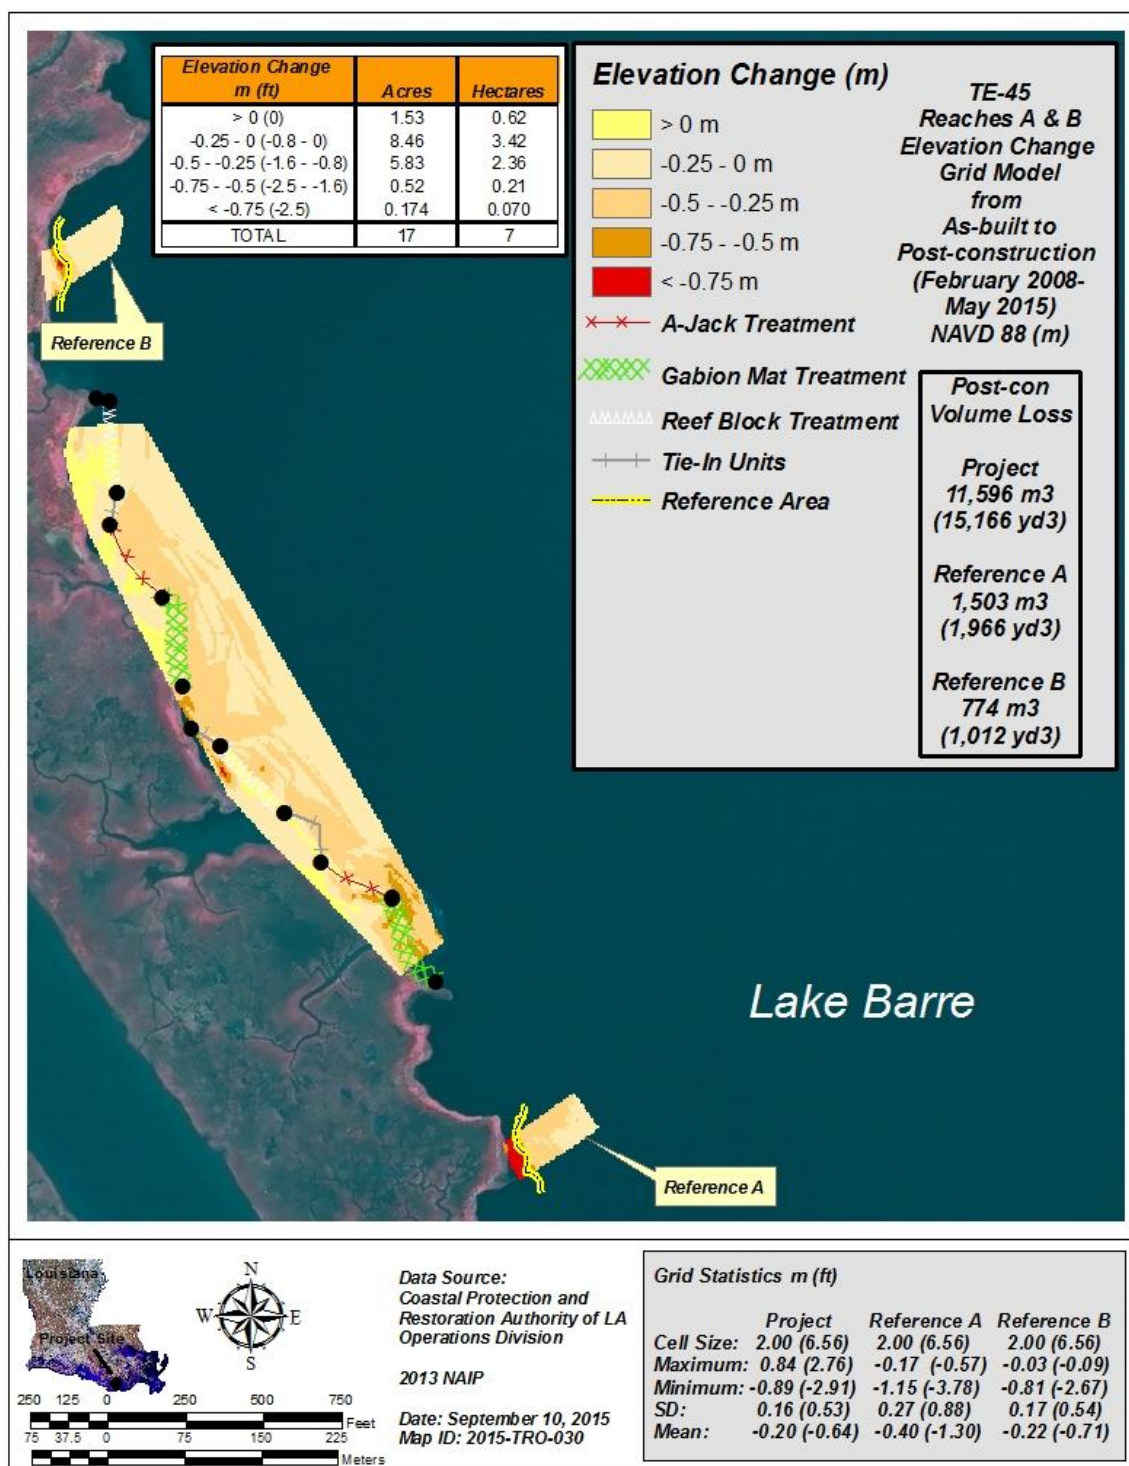 Elevation Change
m (ft) Acres Hectares
> 0 (0) 1.53 0.62
-0.25 - 0 (-0.8 - 0) 8.46 3.42
-0.5 - -0.25 (-1.6 - -0.8) 5.83 2.36
-0.75 - -0.5 (-2.5 - -1.6) 0.52 0.21
< -0.75 (-2.5) 0.174 0.070
TOTAL 17 7
Elevation Change (m)
> 0 m
-0.25 - 0 m
-0.5 - -0.25 m
-0.75 - -0.5 m
< -0.75 m
A-Jack Treatment
Gabion Mat Treatment
Reef Block Treatment
Tie-In Units
Reference Area
TE-45
Reaches A & B
Elevation Change
Grid Model
from
As-built to
Post-construction
(February 2008-
May 2015)
NAVD 88 (m)
Post-con
Volume Loss
Project
11,596 m3
(15,166 yd3)
Reference A
1,503 m3
(1,966 yd3)
Reference B
774 m3
(1,012 yd3)
Reference B
Lake Barre
Reference A
Louisiana
Project Site
N
W E
S
250 125 0 250 500 750
Feet
75 37.5 0 75 150 225
Meters
Data Source:
Coastal Protection and
Restoration Authority of LA
Operations Division
2013 NAIP
Date: September 10, 2015
Map ID: 2015-TRO-030
Grid Statistics m (ft)
Project Reference A Reference B
Cell Size: 2.00 (6.56) 2.00 (6.56) 2.00 (6.56)
Maximum: 0.84 (2.76) -0.17 (-0.57) -0.03 (-0.09)
Minimum: -0.89 (-2.91) -1.15 (-3.78) -0.81 (-2.67)
SD: 0.16 (0.53) 0.27 (0.88) 0.17 (0.54)
Mean: -0.20 (-0.64) -0.40 (-1.30) -0.22 (-0.71)